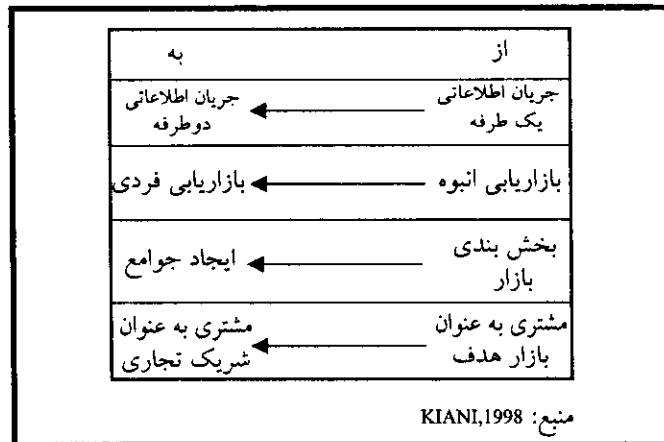 از به
جریان اطلاعاتی جریان اطلاعاتی
یک طرفه دوطرفه
بازاریابی انبوه بازاریابی فردی
بخش بندی
بازار
ایجاد جوامع
مشتری به عنوان مشتری به عنوان
بازار هدف شریک تجاری
منبع: KIANI,1998